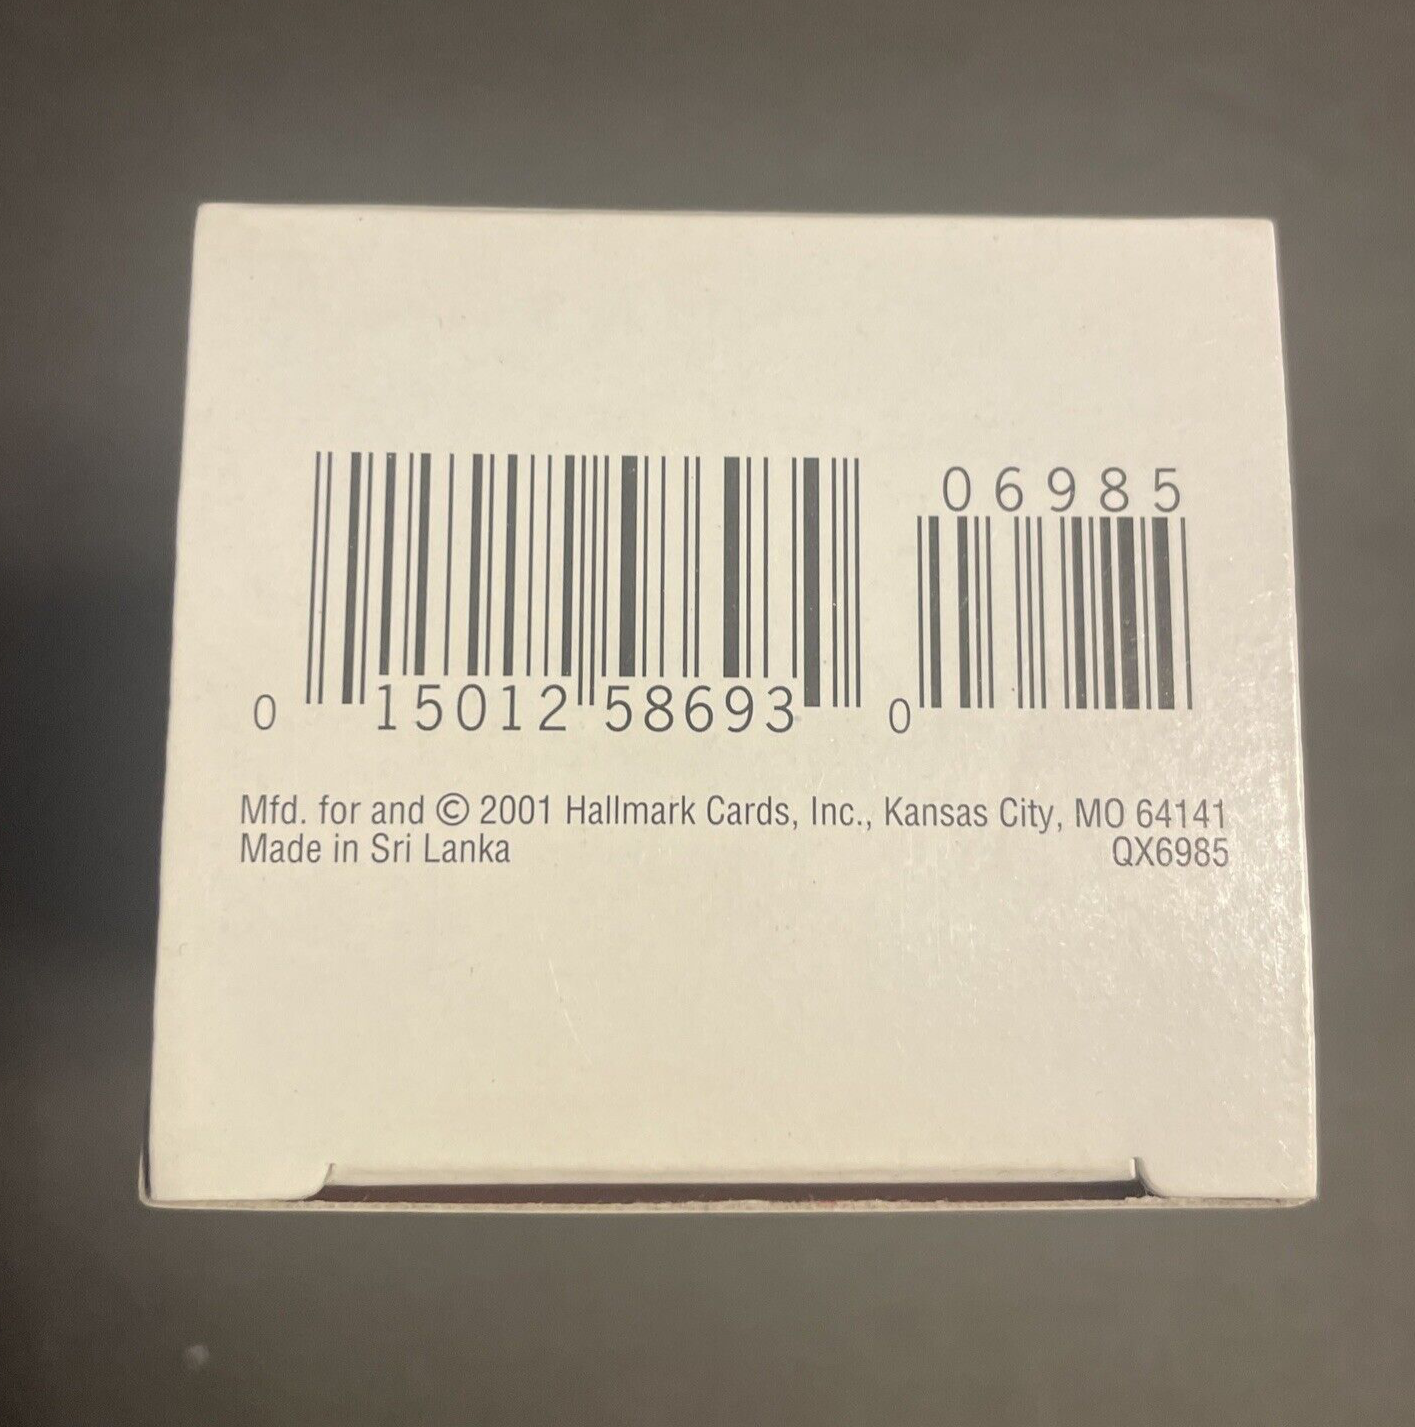 06985
0 15012 58693 0
Mfd. for and © 2001 Hallmark Cards, Inc., Kansas City, MO 64141
Made in Sri Lanka QX6985